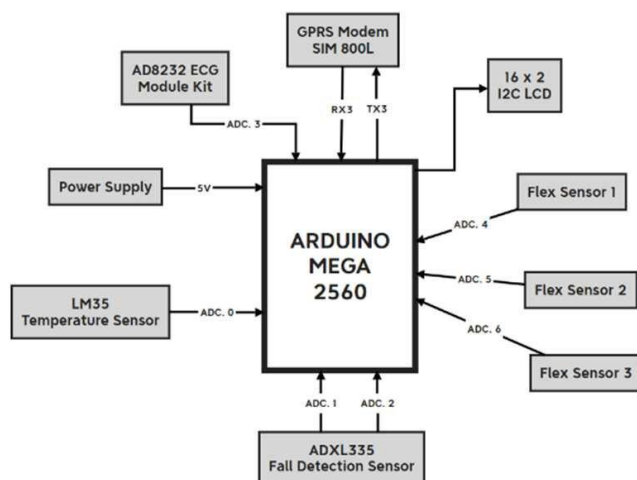 GPRS Modem
SIM 800L
AD8232 ECG
Module Kit
16 x 2
I2C LCD
RX3
TX3
ADC. 3
Power Supply
5V
Flex Sensor 1
ADC. 4
ARDUINO
MEGA
2560
ADC. 5
Flex Sensor 2
LM35
Temperature Sensor
ADC. 0
ADC. 6
Flex Sensor 3
ADC. 1
ADC. 2
ADXL335
Fall Detection Sensor